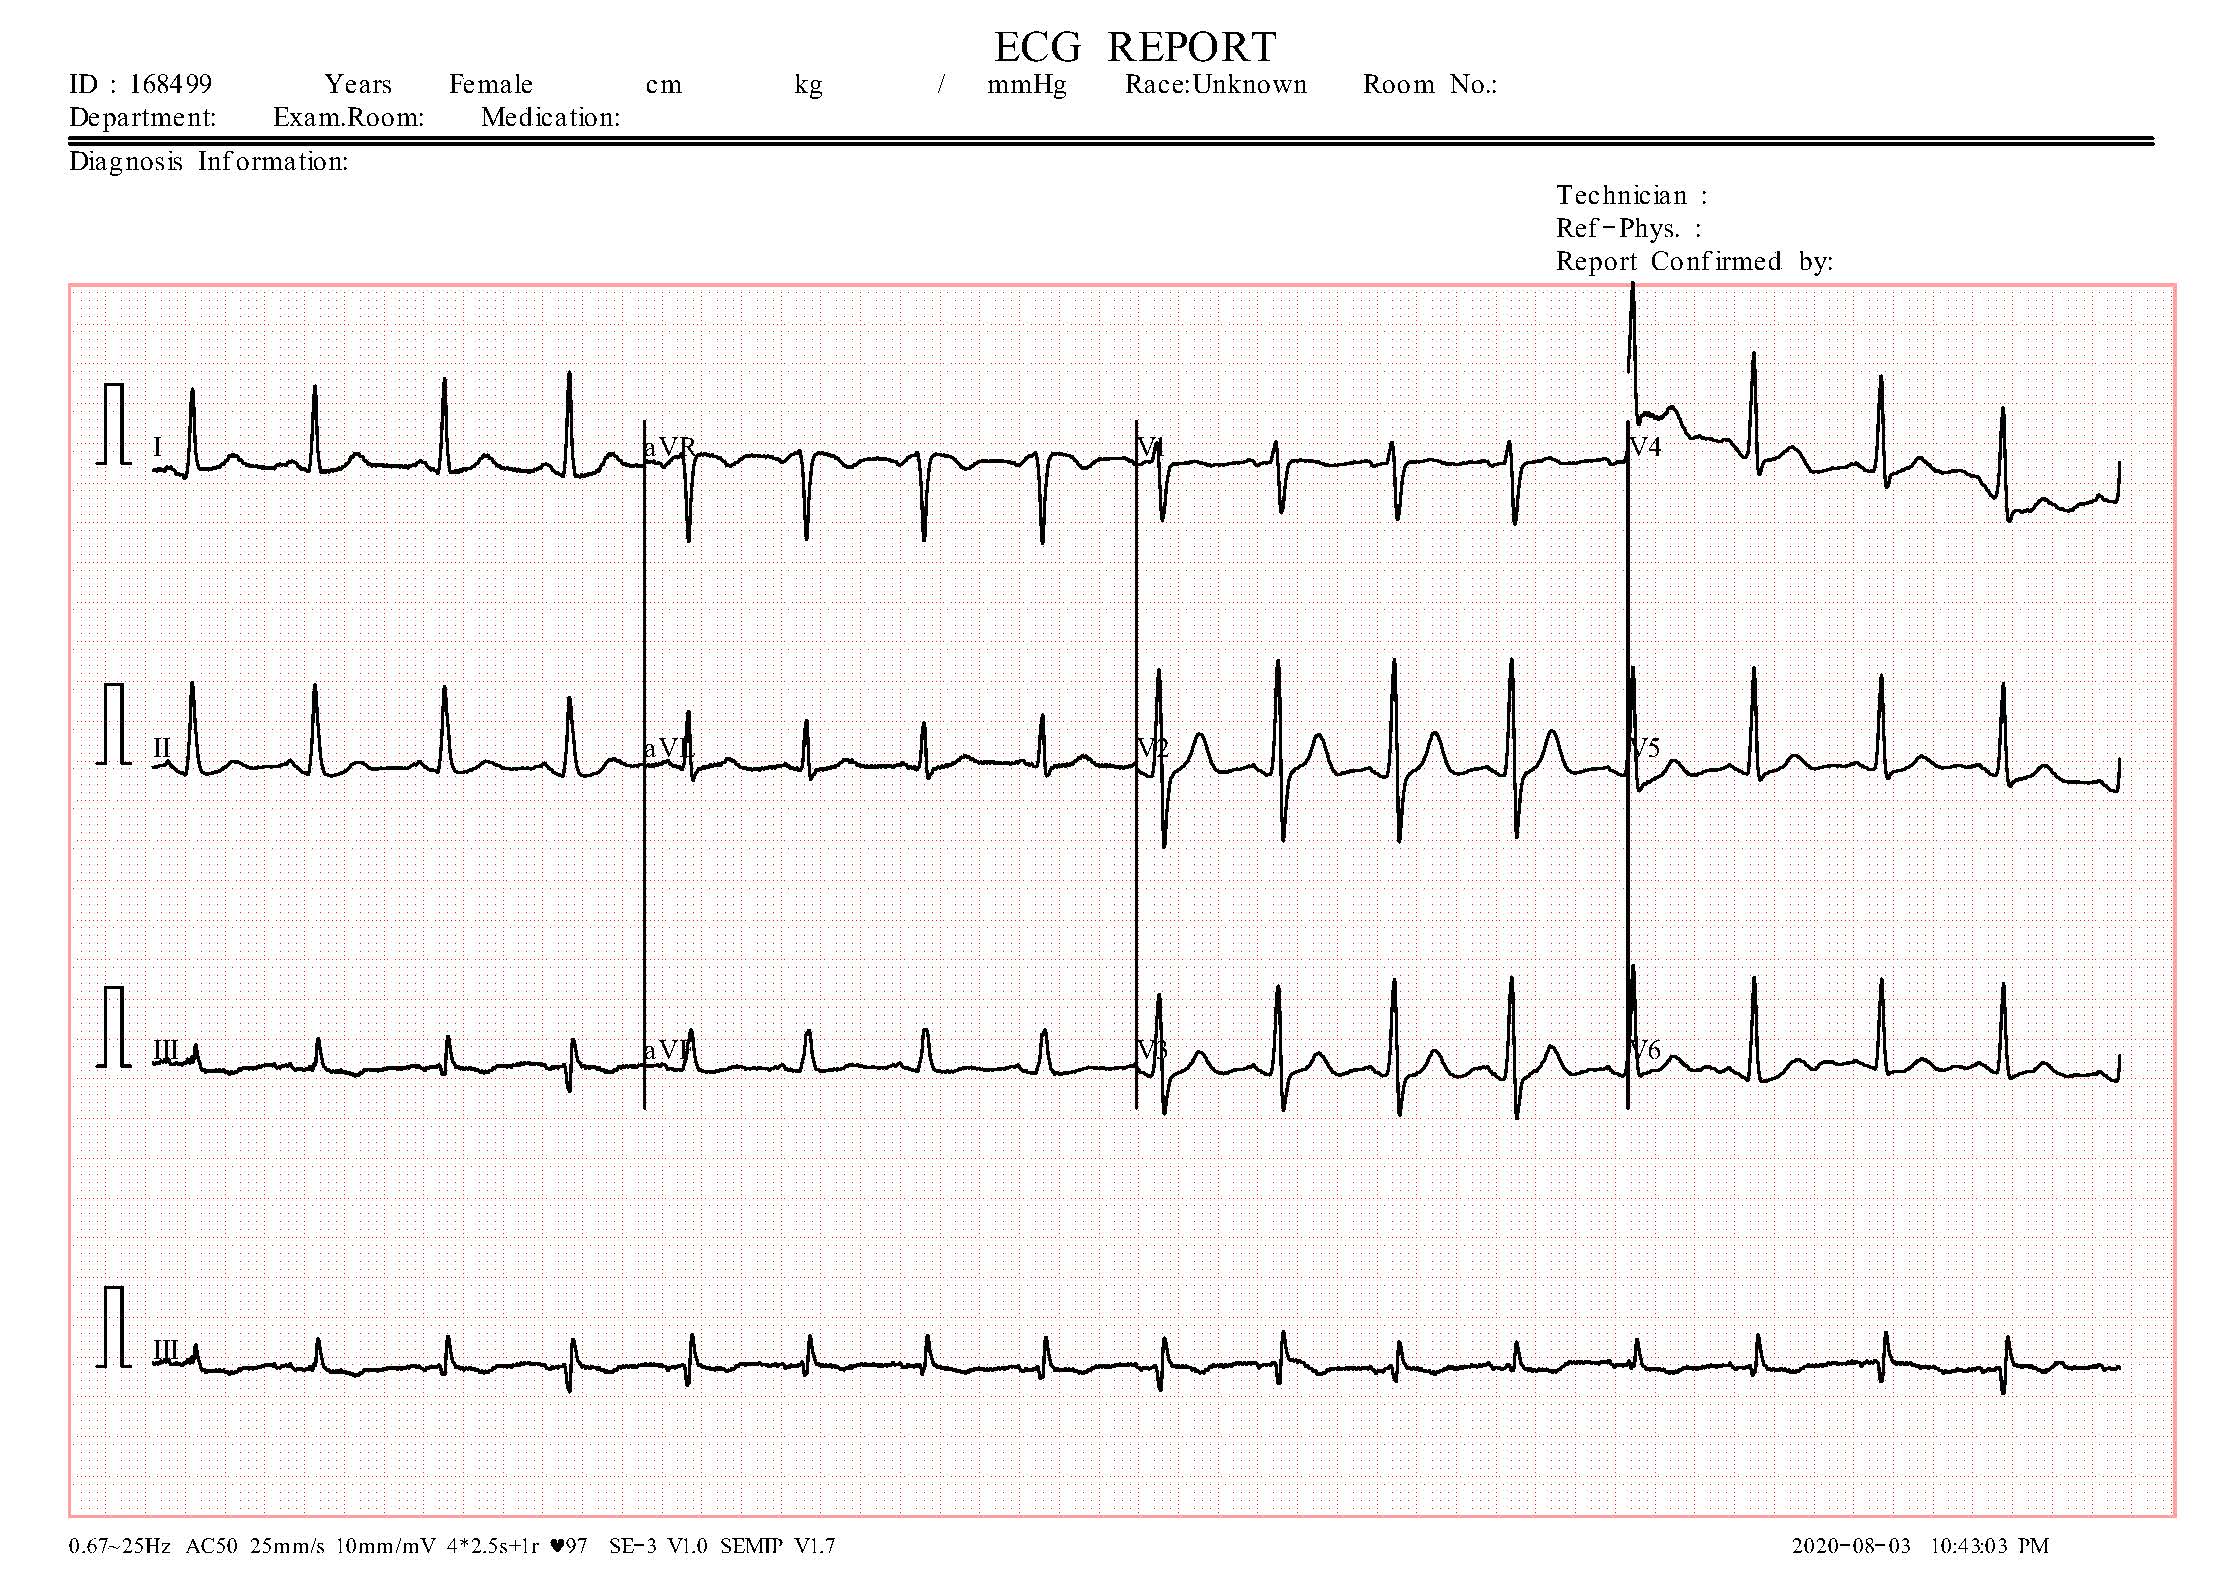 ECG REPORT
ID : 168499 Years Female cm kg / mmHg Race:Unknown Room No.:
Department: Exam.Room: Medication:
Diagnosis Information:
Technician :
Ref-Phys. :
Report Confirmed by:
I aVR V1 V4
II aVL V2 V5
III aVF V3 V6
III
0.67~25Hz AC50 25mm/s 10mm/mV 4*2.5s+1r ♥97 SE-3 V1.0 SEMIP V1.7 2020-08-03 10:43:03 PM